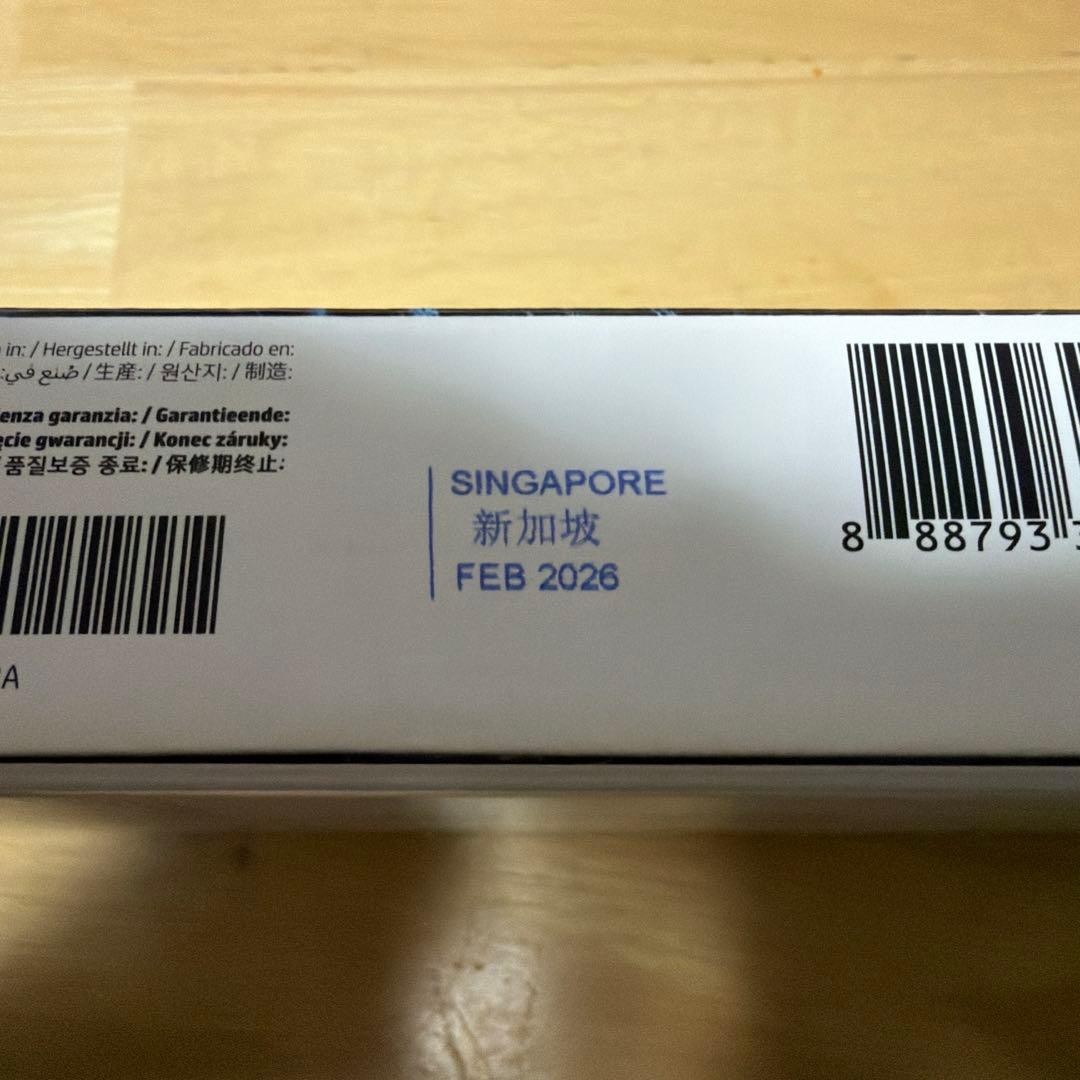 in: / Hergestellt in: / Fabricado en:
صُنع في: / 生産: / 원산지: / 制造:
enza garanzia: / Garantieende:
ęcie gwarancji: / Konec záruky:
품질보증 종료: / 保修期终止:
SINGAPORE
新加坡
FEB 2026
8 88793
A